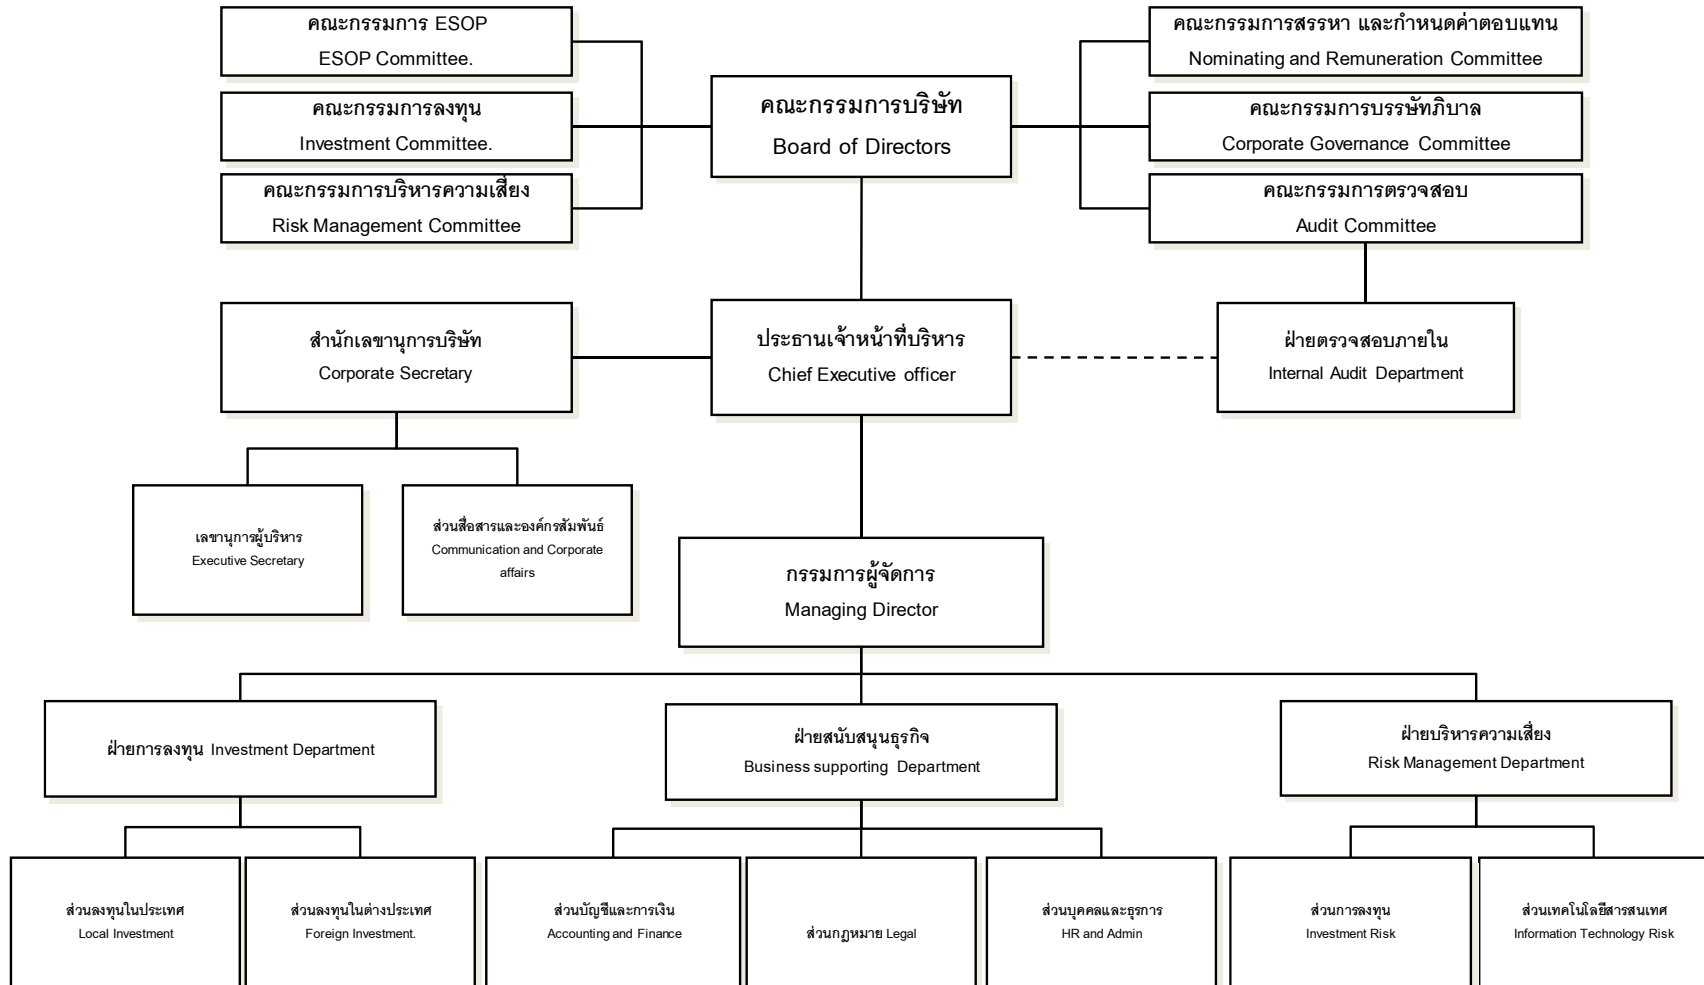 คณะกรรมการ ESOP
ESOP Committee.
คณะกรรมการสรรหา และกำหนดค่าตอบแทน
Nominating and Remuneration Committee
คณะกรรมการลงทุน
Investment Committee.
คณะกรรมการบริษัท
Board of Directors
คณะกรรมการบรรษัทภิบาล
Corporate Governance Committee
คณะกรรมการบริหารความเสี่ยง
Risk Management Committee
คณะกรรมการตรวจสอบ
Audit Committee
สำนักเลขานุการบริษัท
Corporate Secretary
ประธานเจ้าหน้าที่บริหาร
Chief Executive officer
ฝ่ายตรวจสอบภายใน
Internal Audit Department
เลขานุการผู้บริหาร
Executive Secretary
ส่วนสื่อสารและองค์กรสัมพันธ์
Communication and Corporate
affairs
กรรมการผู้จัดการ
Managing Director
ฝ่ายการลงทุน Investment Department
ฝ่ายสนับสนุนธุรกิจ
Business supporting Department
ฝ่ายบริหารความเสี่ยง
Risk Management Department
ส่วนลงทุนในประเทศ
Local Investment
ส่วนลงทุนในต่างประเทศ
Foreign Investment.
ส่วนบัญชีและการเงิน
Accounting and Finance
ส่วนกฎหมาย Legal
ส่วนบุคคลและธุรการ
HR and Admin
ส่วนการลงทุน
Investment Risk
ส่วนเทคโนโลยีสารสนเทศ
Information Technology Risk